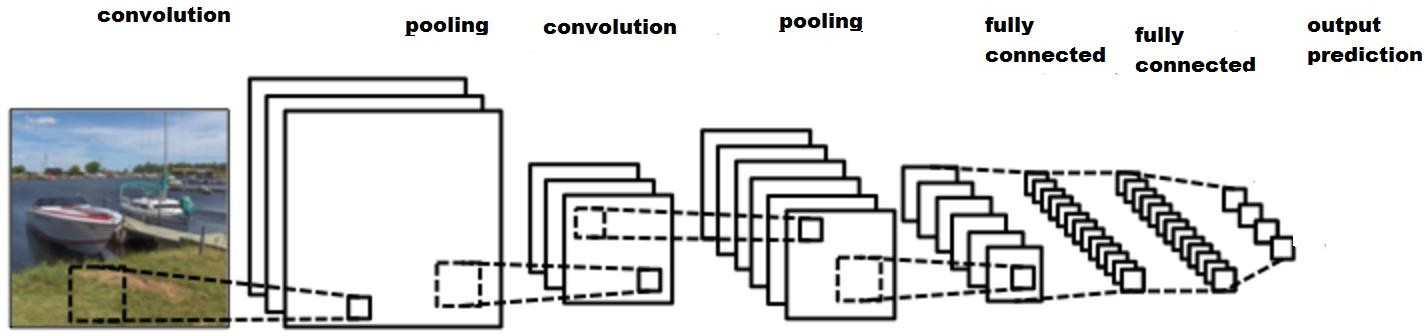 convolution
pooling
convolution
pooling
fully
connected
fully
connected
output
prediction